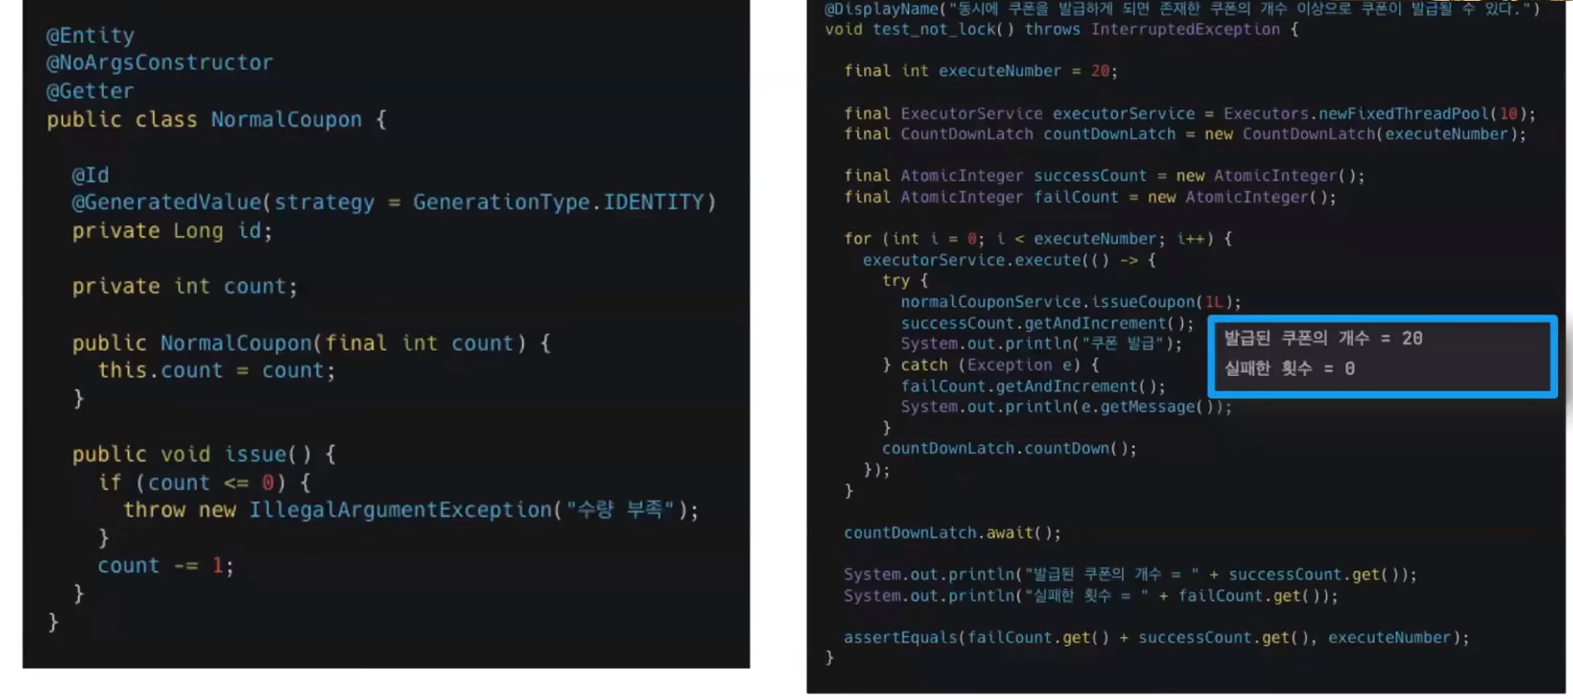 @Entity
@NoArgsConstructor
@Getter
public class NormalCoupon {
@Id
@GeneratedValue(strategy = GenerationType.IDENTITY)
private Long id;
private int count;
public NormalCoupon(final int count) {
this.count = count;
}
public void issue() {
if (count <= 0) {
throw new IllegalArgumentException("수량 부족");
}
count -= 1;
}
}
@DisplayName("동시에 쿠폰을 발급하게 되면 존재한 쿠폰의 개수 이상으로 쿠폰이 발급될 수 있다.")
void test_not_lock() throws InterruptedException {
final int executeNumber = 20;
final ExecutorService executorService = Executors.newFixedThreadPool(10);
final CountDownLatch countDownLatch = new CountDownLatch(executeNumber);
final AtomicInteger successCount = new AtomicInteger();
final AtomicInteger failCount = new AtomicInteger();
for (int i = 0; i < executeNumber; i++) {
executorService.execute(() -> {
try {
normalCouponService.issueCoupon(1L);
successCount.getAndIncrement();
System.out.println("쿠폰 발급");
} catch (Exception e) {
failCount.getAndIncrement();
System.out.println(e.getMessage());
}
countDownLatch.countDown();
});
}
countDownLatch.await();
System.out.println("발급된 쿠폰의 개수 = " + successCount.get());
System.out.println("실패한 횟수 = " + failCount.get());
assertEquals(failCount.get() + successCount.get(), executeNumber);
}
발급된 쿠폰의 개수 = 20
실패한 횟수 = 0